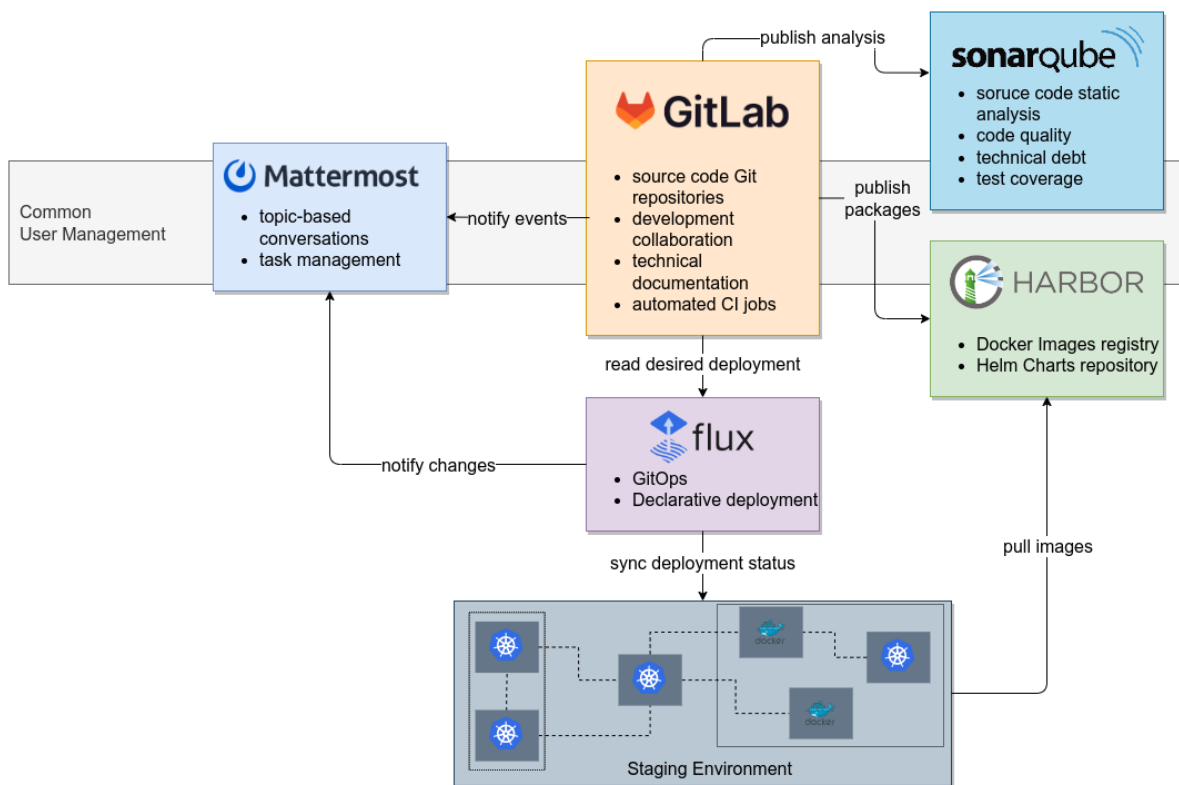 publish analysis
sonarqube
soruce code static
analysis
code quality
technical debt
test coverage
GitLab
source code Git
repositories
development
collaboration
technical
documentation
automated CI jobs
Mattermost
topic-based
conversations
task management
Common
User Management
notify events
publish
packages
HARBOR
Docker Images registry
Helm Charts repository
read desired deployment
flux
GitOps
Declarative deployment
notify changes
sync deployment status
pull images
docker
docker
Staging Environment